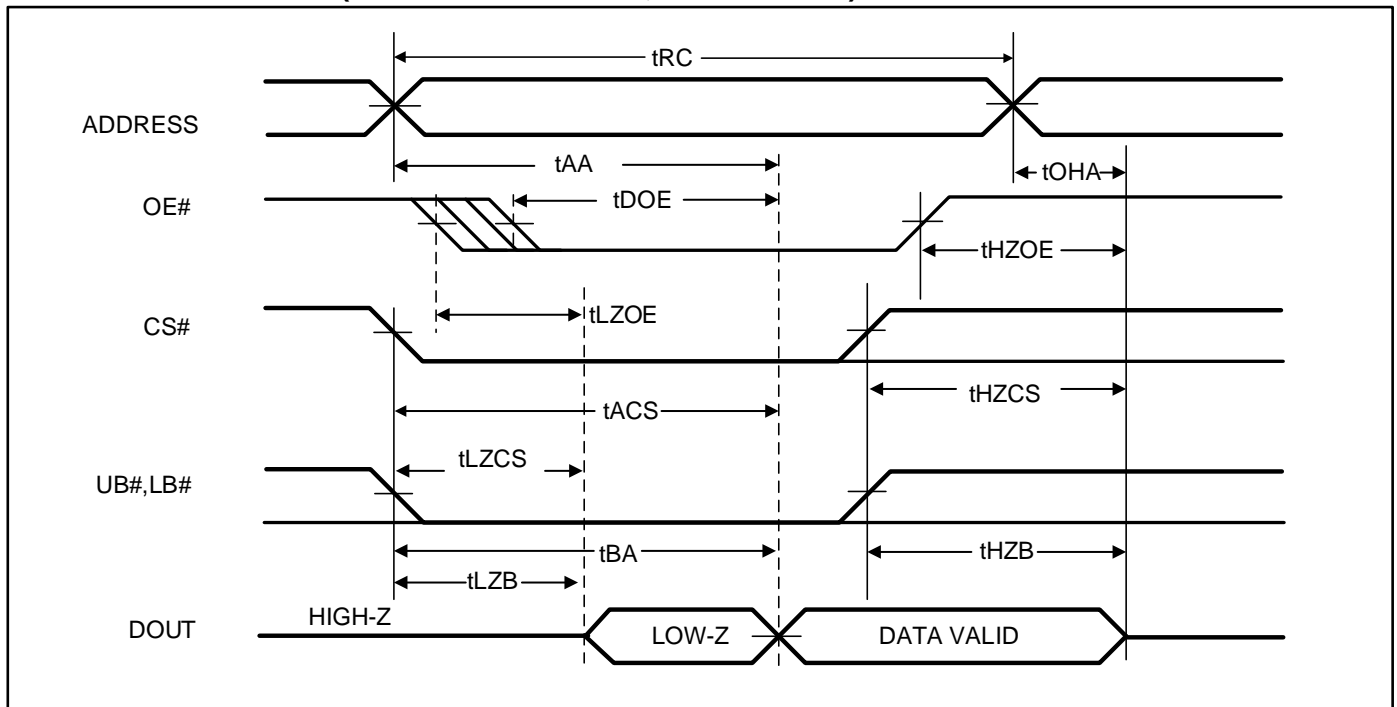 tRC
ADDRESS
tAA
tOHA
OE#
tDOE
tHZOE
CS#
tLZOE
tHZCS
tACS
tLZCS
UB#,LB#
tBA
tHZB
tLZB
HIGH-Z
DOUT
LOW-Z
DATA VALID